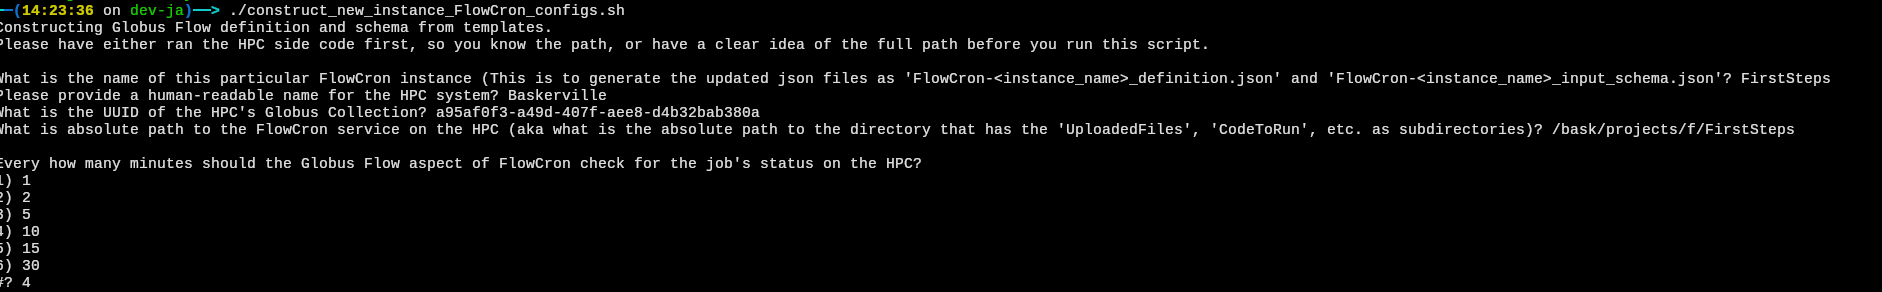 (14:23:36 on dev-ja)──> ./construct_new_instance_FlowCron_configs.sh
Constructing Globus Flow definition and schema from templates.
Please have either ran the HPC side code first, so you know the path, or have a clear idea of the full path before you run this script.
What is the name of this particular FlowCron instance (This is to generate the updated json files as 'FlowCron-<instance_name>_definition.json' and 'FlowCron-<instance_name>_input_schema.json'? FirstSteps
Please provide a human-readable name for the HPC system? Baskerville
What is the UUID of the HPC's Globus Collection? a95af0f3-a49d-407f-aee8-d4b32bab380a
What is absolute path to the FlowCron service on the HPC (aka what is the absolute path to the directory that has the 'UploadedFiles', 'CodeToRun', etc. as subdirectories)? /bask/projects/f/FirstSteps
Every how many minutes should the Globus Flow aspect of FlowCron check for the job's status on the HPC?
1) 1
2) 2
3) 5
4) 10
5) 15
6) 30
#? 4